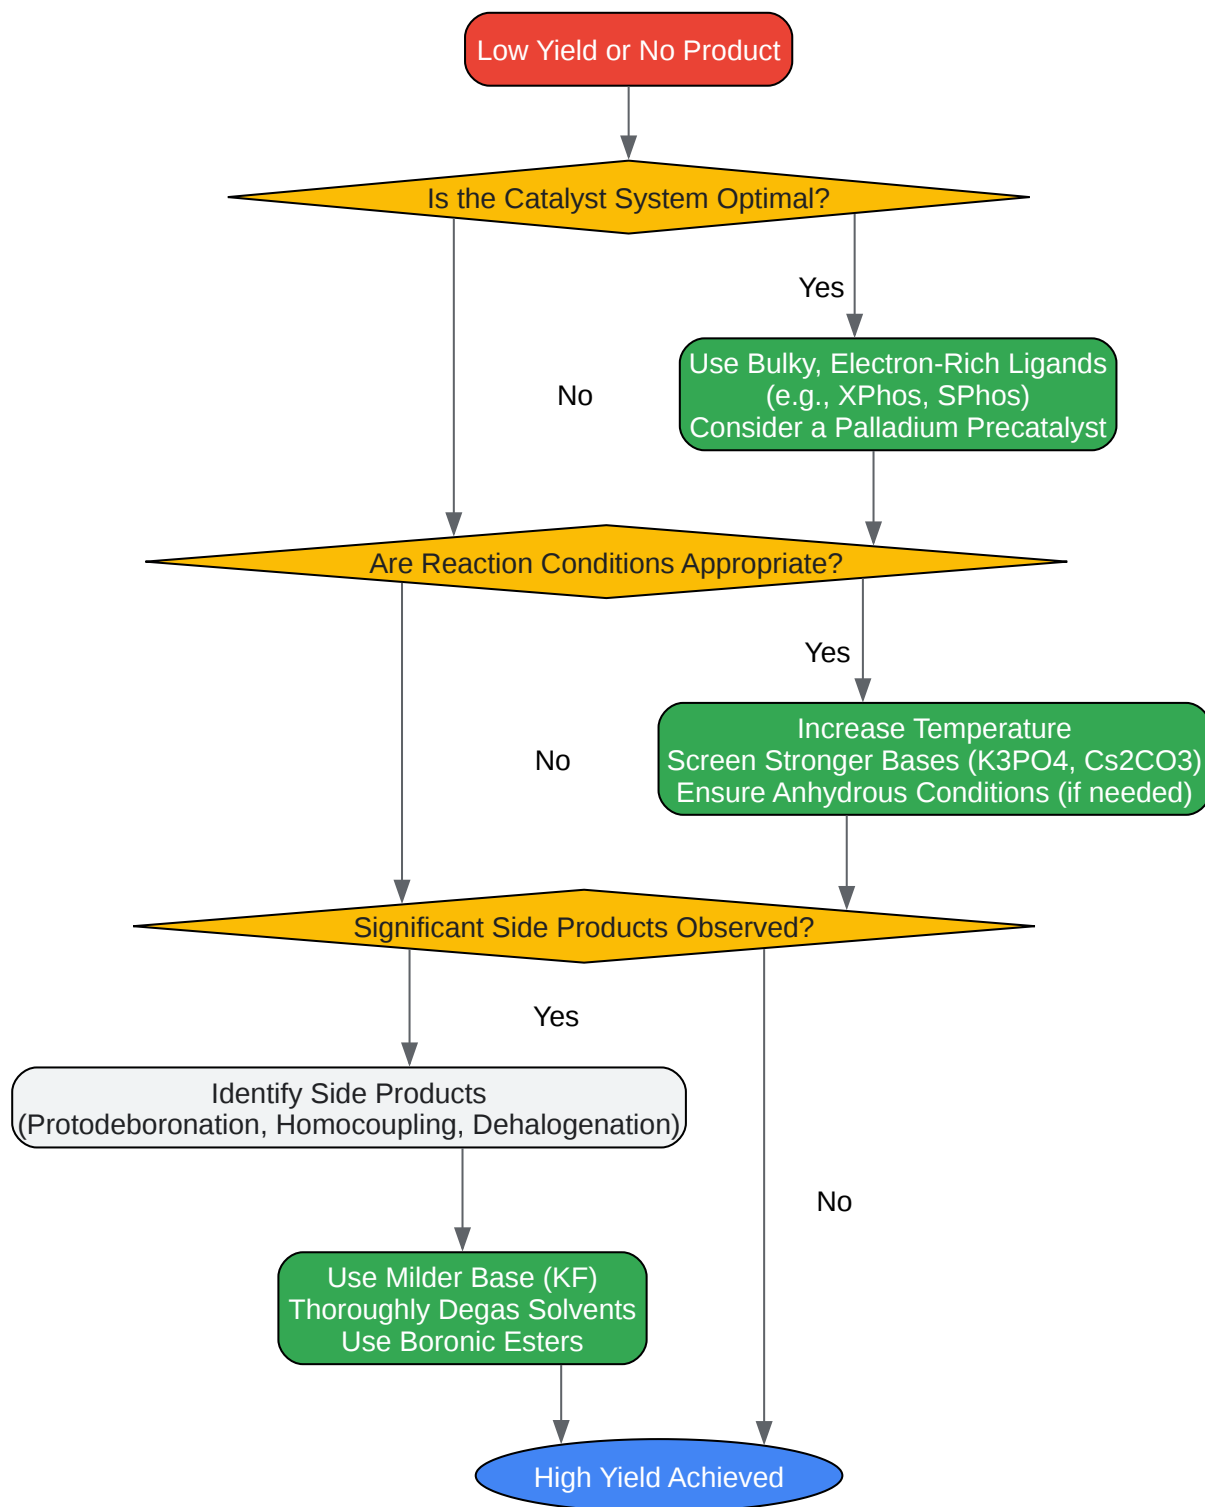 Low Yield or No Product
Is the Catalyst System Optimal?
Yes
Use Bulky, Electron-Rich Ligands
(e.g., XPhos, SPhos)
Consider a Palladium Precatalyst
No
Are Reaction Conditions Appropriate?
Yes
Increase Temperature
Screen Stronger Bases (K3PO4, Cs2CO3)
Ensure Anhydrous Conditions (if needed)
No
Significant Side Products Observed?
Yes
Identify Side Products
(Protodeboronation, Homocoupling, Dehalogenation)
No
Use Milder Base (KF)
Thoroughly Degas Solvents
Use Boronic Esters
High Yield Achieved